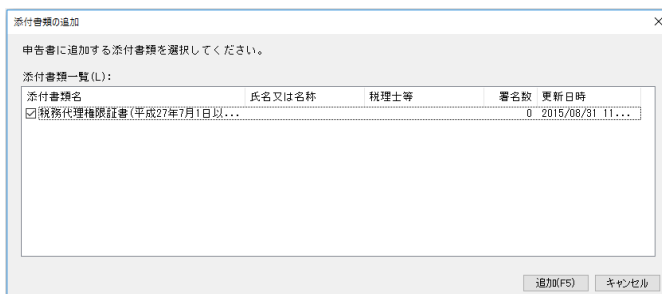 添付書類の追加
申告書に追加する添付書類を選択してください。
添付書類一覧(L):
添付書類名 氏名又は名称 税理士等 署名数 更新日時
税務代理権限証書(平成27年7月1日以... 0 2015/08/31 11...
追加(F5) キャンセル